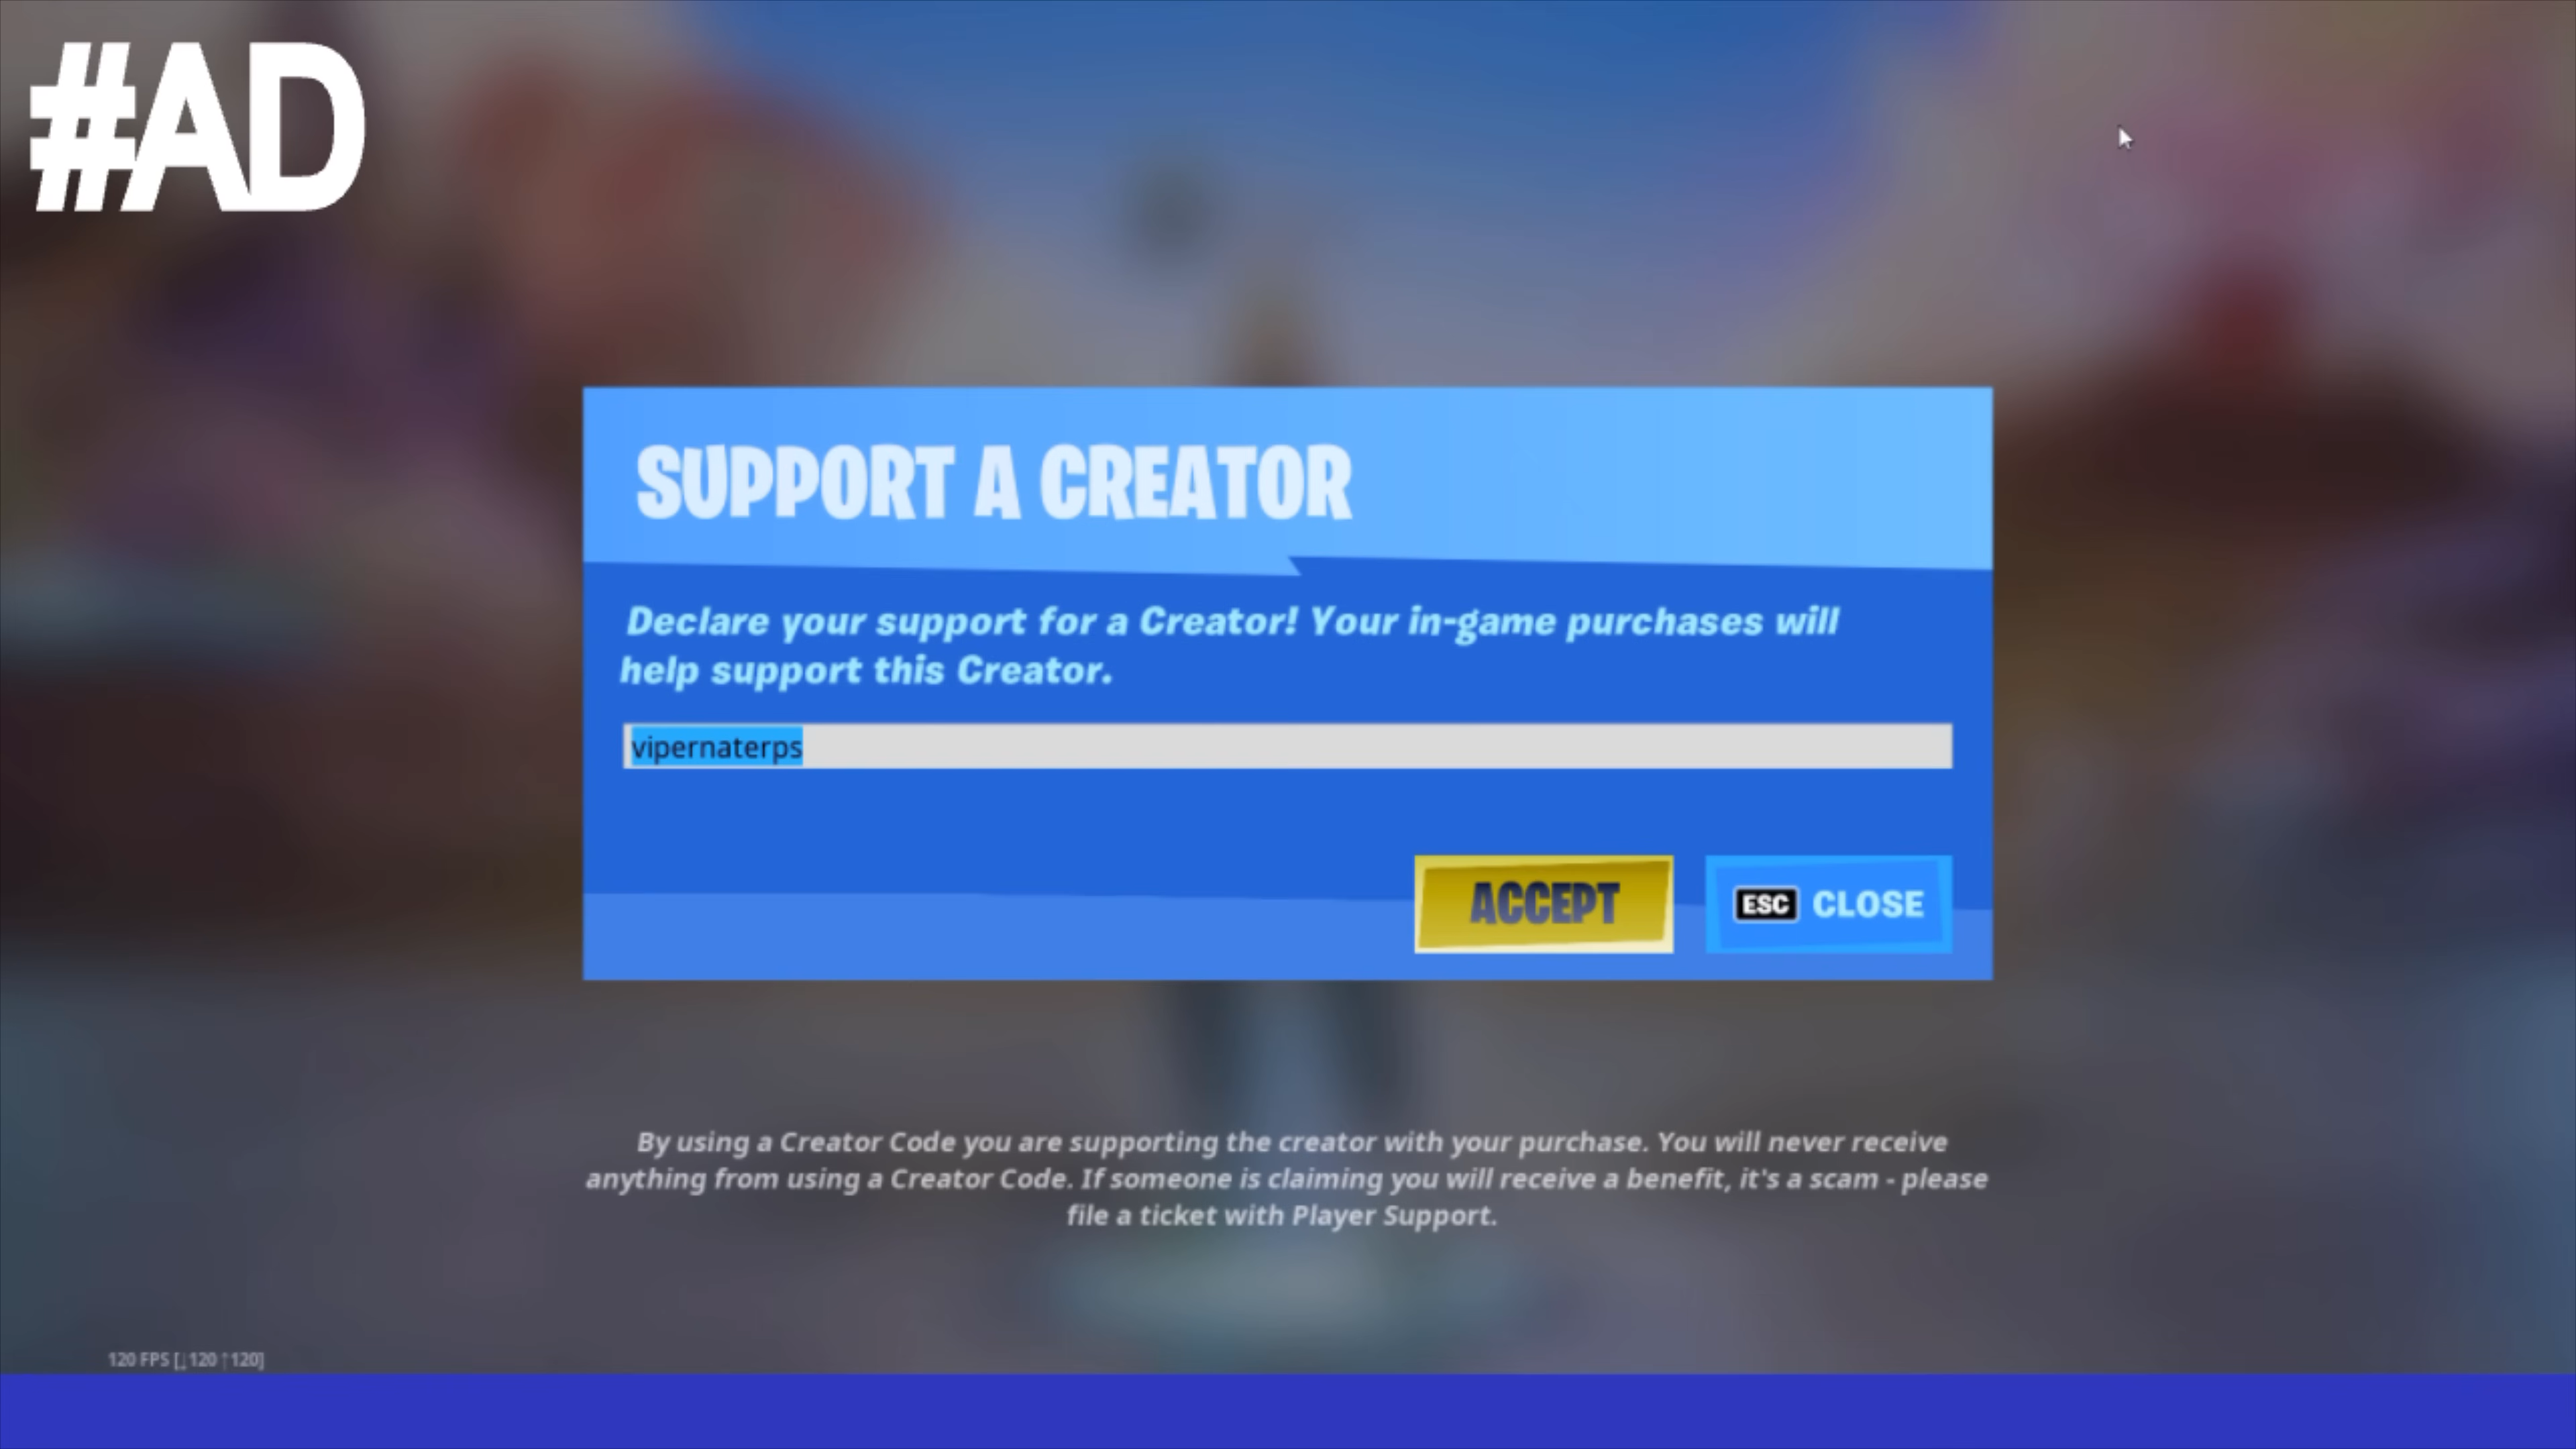 #AD
SUPPORT A CREATOR
Declare your support for a Creator! Your in-game purchases will
help support this Creator.
vipernaterps
ACCEPT
ESC CLOSE
By using a Creator Code you are supporting the creator with your purchase. You will never receive
anything from using a Creator Code. If someone is claiming you will receive a benefit, it's a scam - please
file a ticket with Player Support.
120 FPS [↓120 ↑120]